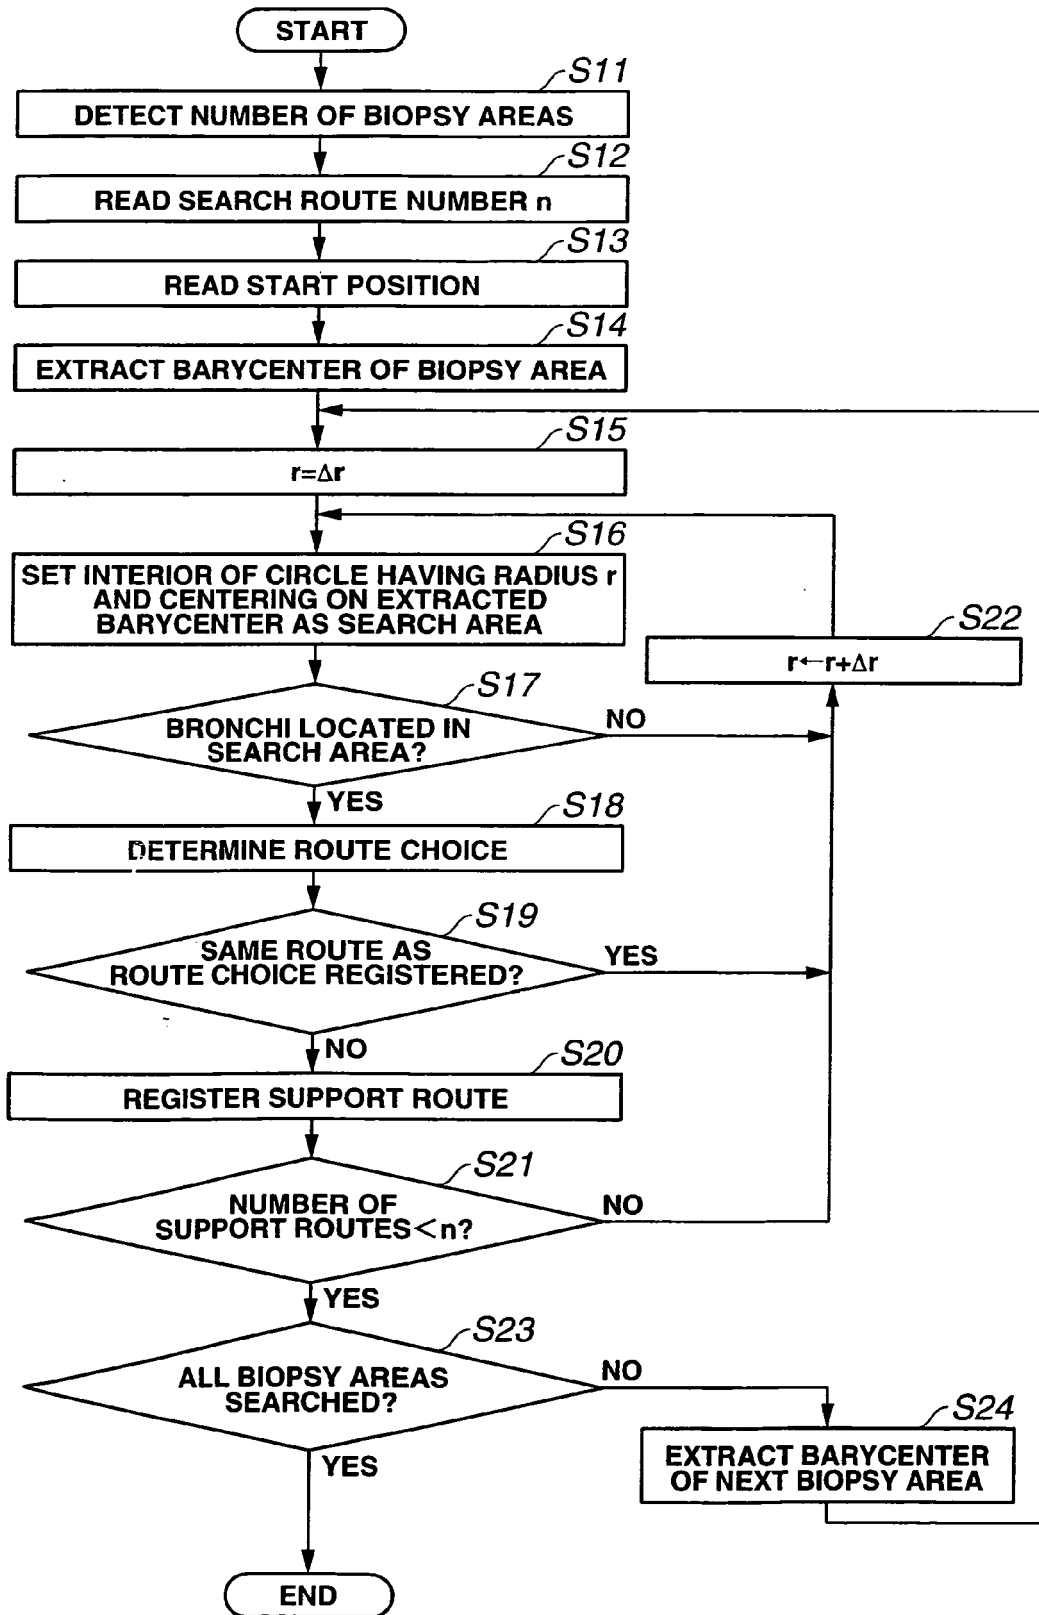 START
S11
DETECT NUMBER OF BIOPSY AREAS
S12
READ SEARCH ROUTE NUMBER n
S13
READ START POSITION
S14
EXTRACT BARYCENTER OF BIOPSY AREA
S15
r=Δr
S16
SET INTERIOR OF CIRCLE HAVING RADIUS r
AND CENTERING ON EXTRACTED
BARYCENTER AS SEARCH AREA
S22
r←r+Δr
S17
BRONCHI LOCATED IN
SEARCH AREA?
NO
YES
S18
DETERMINE ROUTE CHOICE
S19
SAME ROUTE AS
ROUTE CHOICE REGISTERED?
YES
NO
S20
REGISTER SUPPORT ROUTE
S21
NUMBER OF
SUPPORT ROUTES<n?
NO
YES
S23
ALL BIOPSY AREAS
SEARCHED?
NO
YES
S24
EXTRACT BARYCENTER
OF NEXT BIOPSY AREA
END